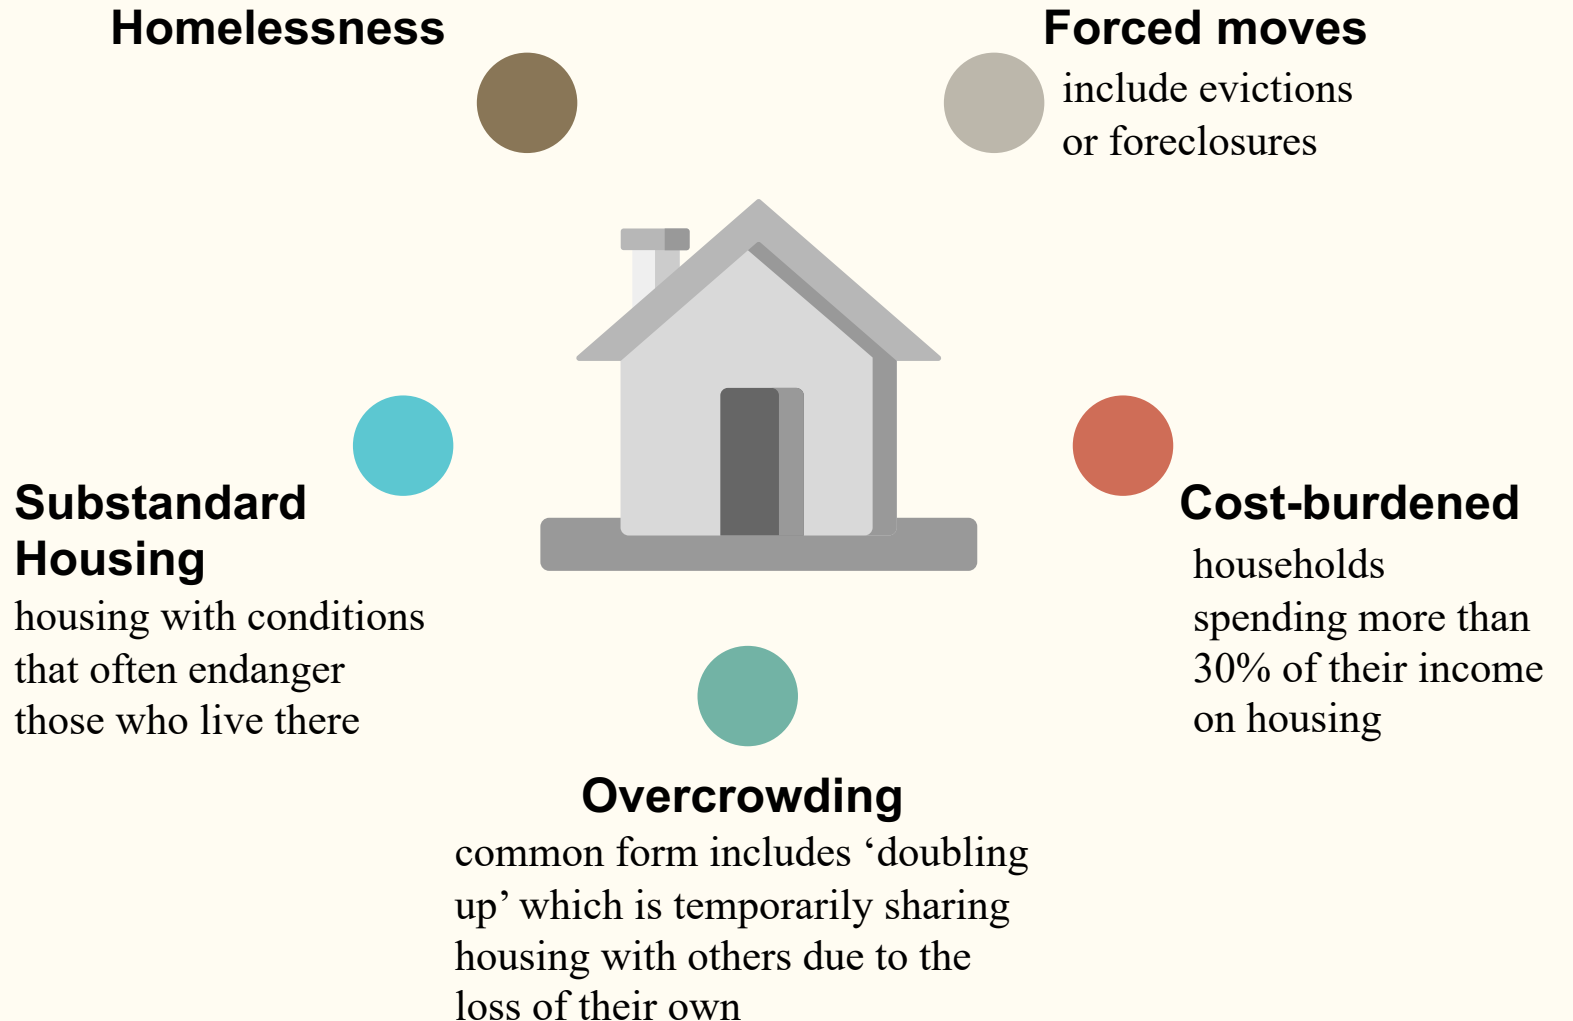 Homelessness
Forced moves
include evictions
or foreclosures
Substandard
Housing
housing with conditions
that often endanger
those who live there
Cost-burdened
households
spending more than
30% of their income
on housing
Overcrowding
common form includes ‘doubling
up’ which is temporarily sharing
housing with others due to the
loss of their own